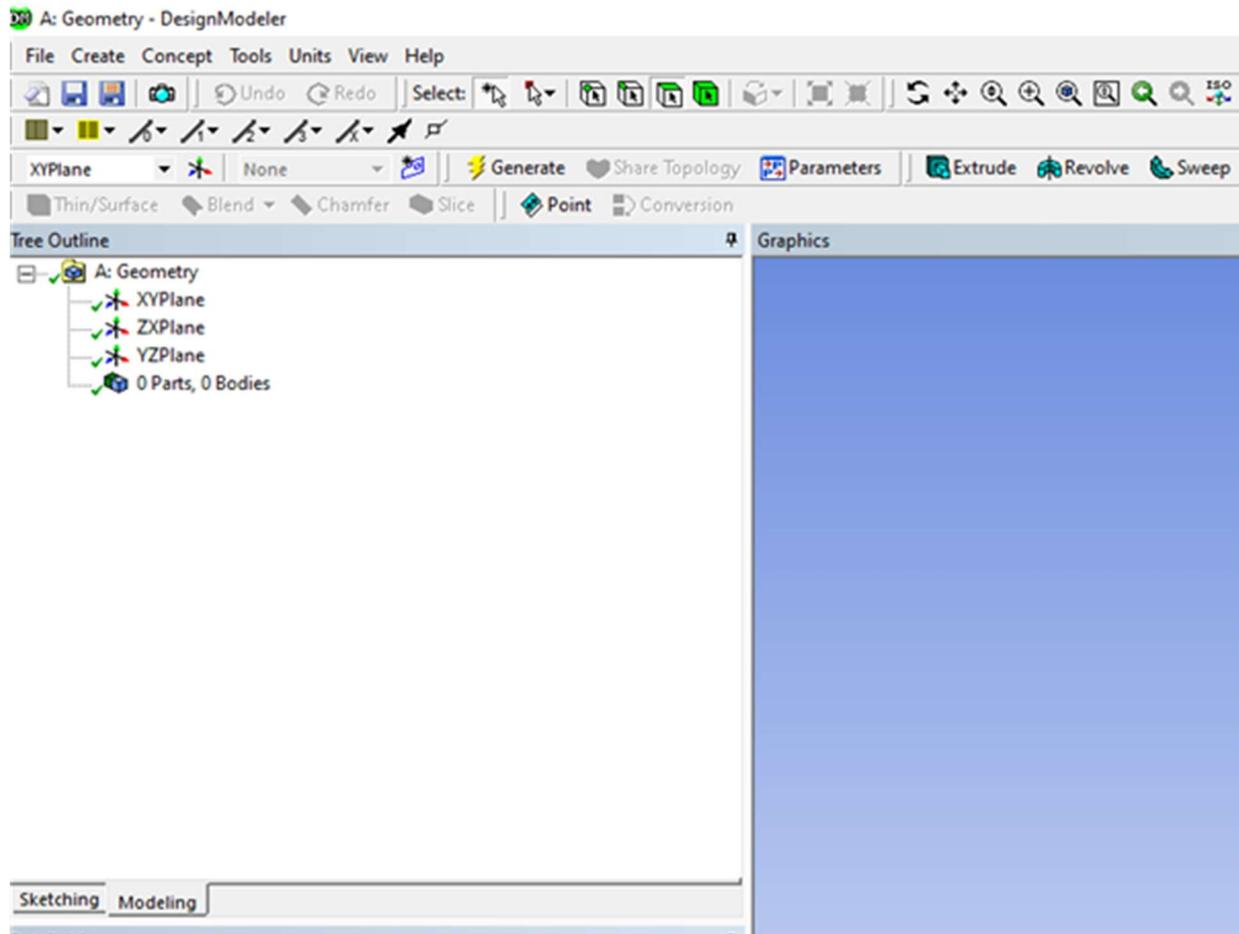 A: Geometry - DesignModeler
File Create Concept Tools Units View Help
Undo Redo Select: ISO
XYPlane None Generate Share Topology Parameters Extrude Revolve Sweep
Thin/Surface Blend Chamfer Slice Point Conversion
Tree Outline Graphics
A: Geometry
XYPlane
ZXPlane
YZPlane
0 Parts, 0 Bodies
Sketching Modeling